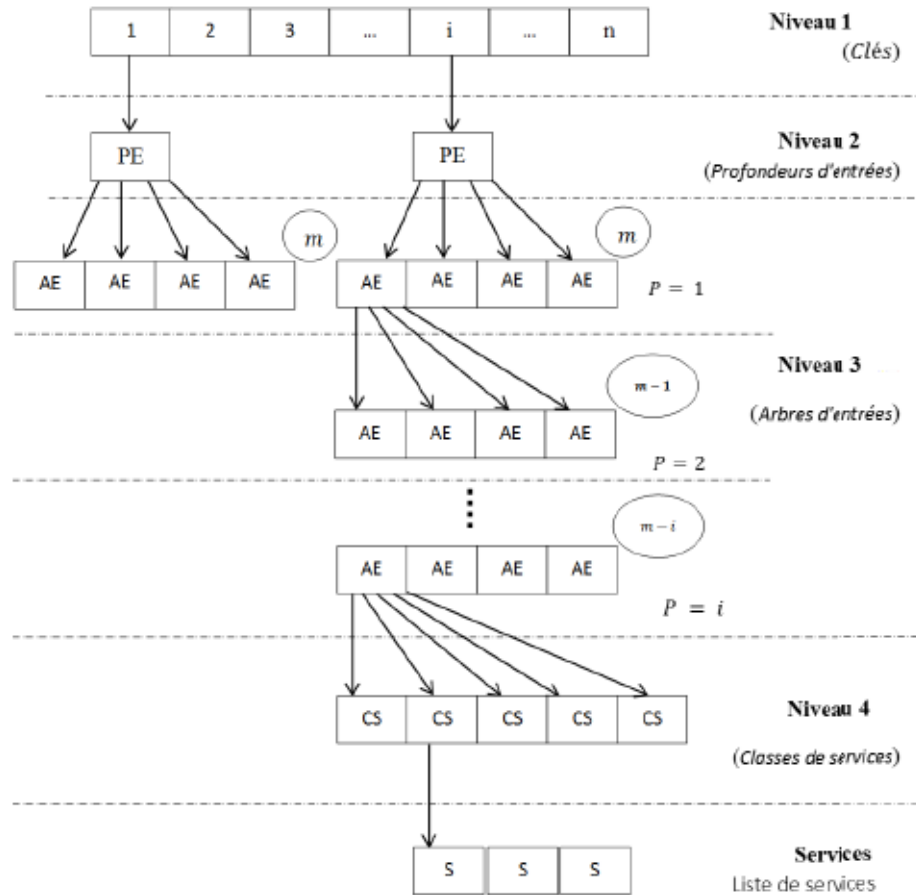 1 2 3 ... i ... n
Niveau 1
(Clés)
PE PE
Niveau 2
(Profondeurs d'entrées)
m m
AE AE AE AE AE AE AE AE
P = 1
Niveau 3
m − 1
(Arbres d'entrées)
AE AE AE AE
P = 2
m − i
AE AE AE AE
P = i
CS CS CS CS CS
Niveau 4
(Classes de services)
S S S
Services
Liste de services